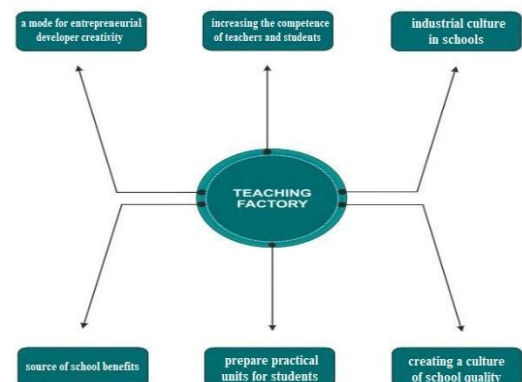 a mode for entrepreneurial
developer creativity
increasing the competence
of teachers and students
industrial culture
in schools
TEACHING
FACTORY
source of school benefits
prepare practical
units for students
creating a culture
of school quality